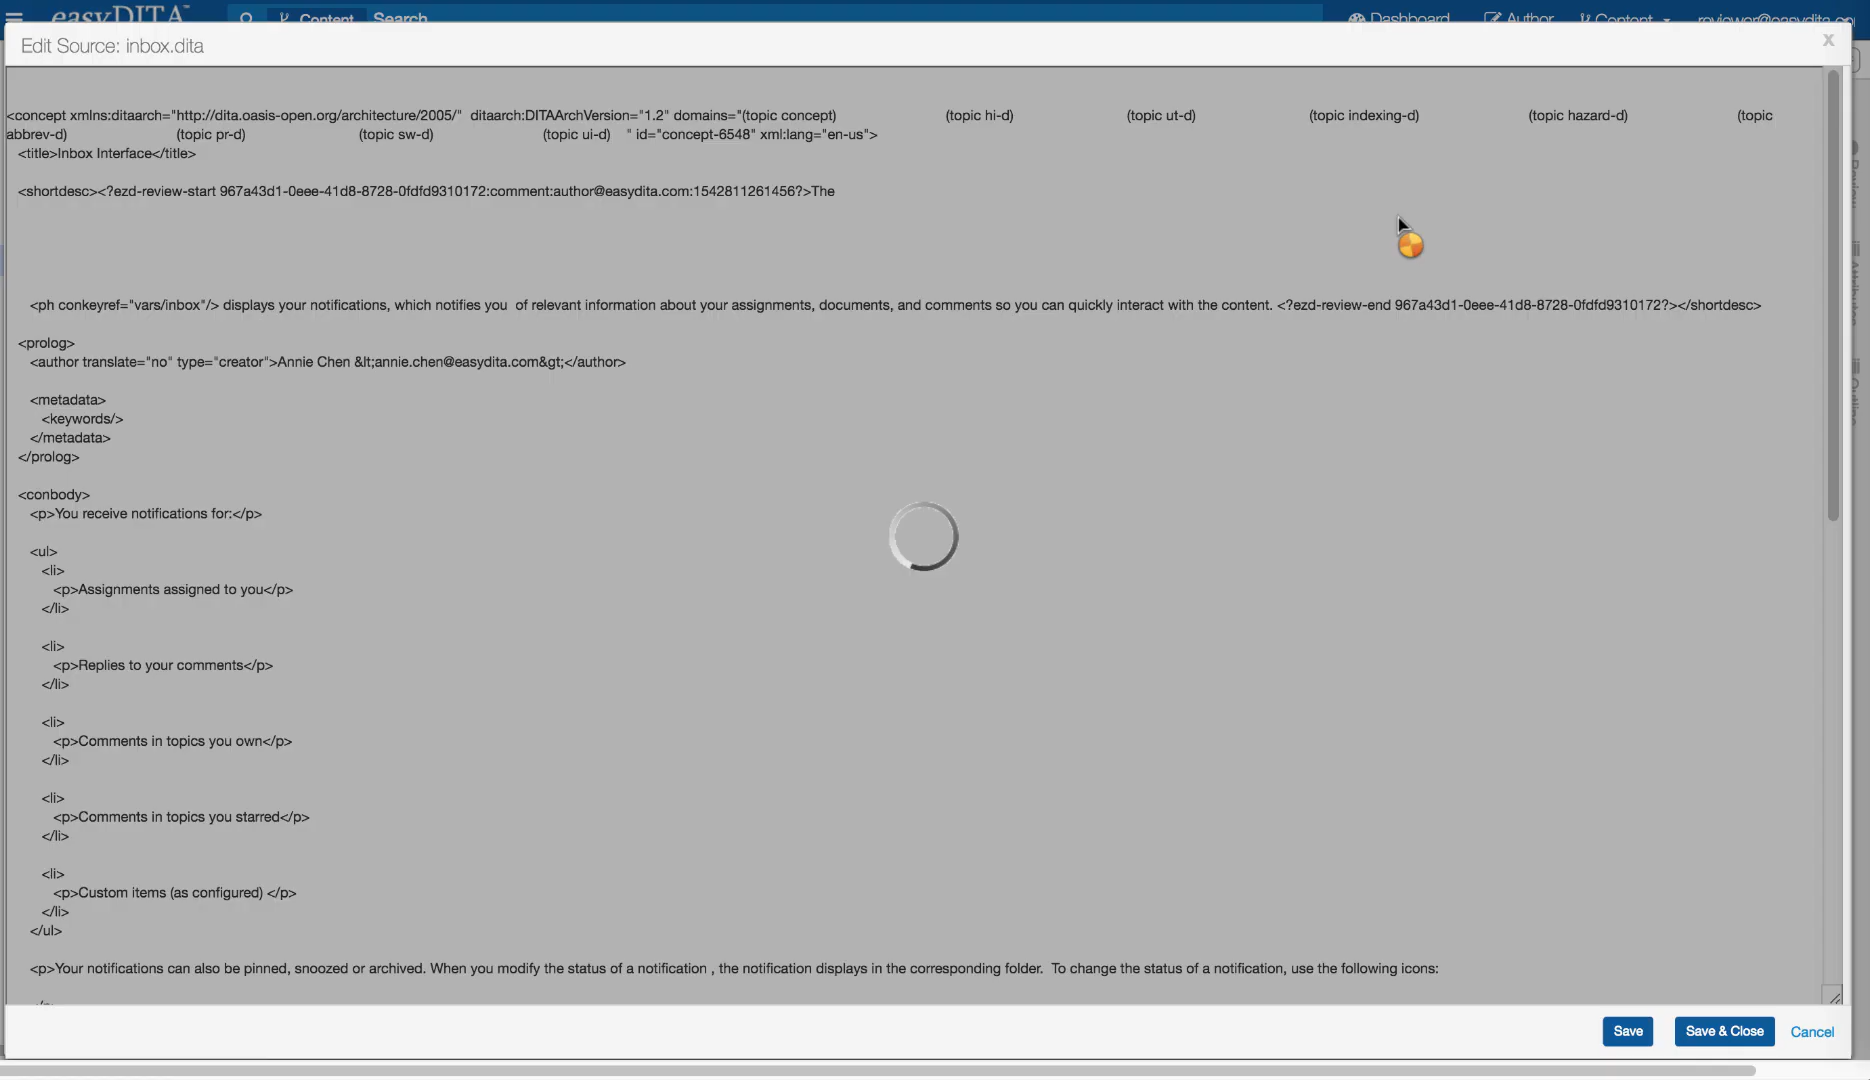 easyDITA
Content Search
Dashboard Author Content
Edit Source: inbox.dita x
<concept xmlns:ditaarch="http://dita.oasis-open.org/architecture/2005/" ditaarch:DITAArchVersion="1.2" domains="(topic concept) (topic hi-d) (topic ut-d) (topic indexing-d) (topic hazard-d) (topic
abbrev-d) (topic pr-d) (topic sw-d) (topic ui-d) " id="concept-6548" xml:lang="en-us">
<title>Inbox Interface</title>
<shortdesc><?ezd-review-start 967a43d1-0eee-41d8-8728-0fdfd9310172:comment:author@easydita.com:1542811261456?>The
<ph conkeyref="vars/inbox"/> displays your notifications, which notifies you  of relevant information about your assignments, documents, and comments so you can quickly interact with the content. <?ezd-review-end 967a43d1-0eee-41d8-8728-0fdfd9310172?></shortdesc>
<prolog>
<author translate="no" type="creator">Annie Chen &lt;annie.chen@easydita.com&gt;</author>
<metadata>
<keywords/>
</metadata>
</prolog>
<conbody>
<p>You receive notifications for:</p>
<ul>
<li>
<p>Assignments assigned to you</p>
</li>
<li>
<p>Replies to your comments</p>
</li>
<li>
<p>Comments in topics you own</p>
</li>
<li>
<p>Comments in topics you starred</p>
</li>
<li>
<p>Custom items (as configured) </p>
</li>
</ul>
<p>Your notifications can also be pinned, snoozed or archived. When you modify the status of a notification , the notification displays in the corresponding folder.  To change the status of a notification, use the following icons:
Save Save & Close Cancel